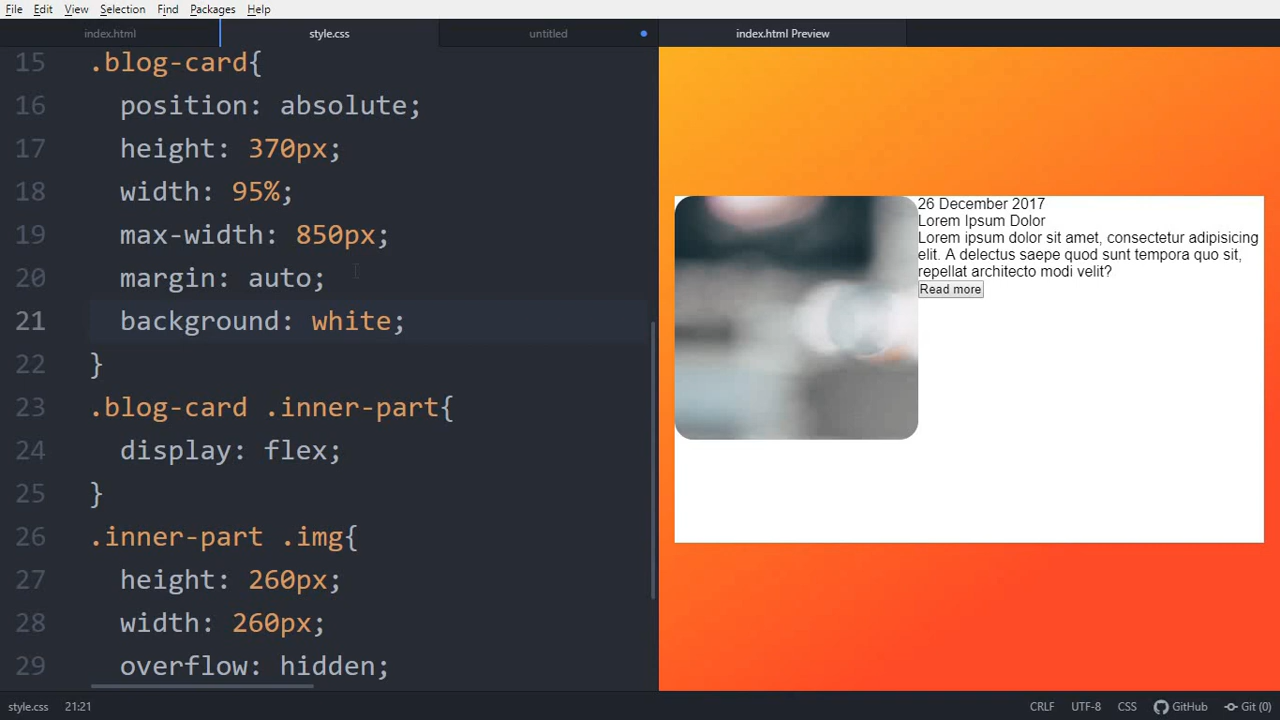 File Edit View Selection Find Packages Help
index.html style.css untitled index.html Preview
15 .blog-card{
16 position: absolute;
17 height: 370px;
18 width: 95%;
19 max-width: 850px;
20 margin: auto;
21 background: white;
22 }
23 .blog-card .inner-part{
24 display: flex;
25 }
26 .inner-part .img{
27 height: 260px;
28 width: 260px;
29 overflow: hidden;
26 December 2017
Lorem Ipsum Dolor
Lorem ipsum dolor sit amet, consectetur adipisicing
elit. A delectus saepe quod sunt tempora quo sit,
repellat architecto modi velit?
Read more
style.css 21:21 CRLF UTF-8 CSS GitHub Git (0)